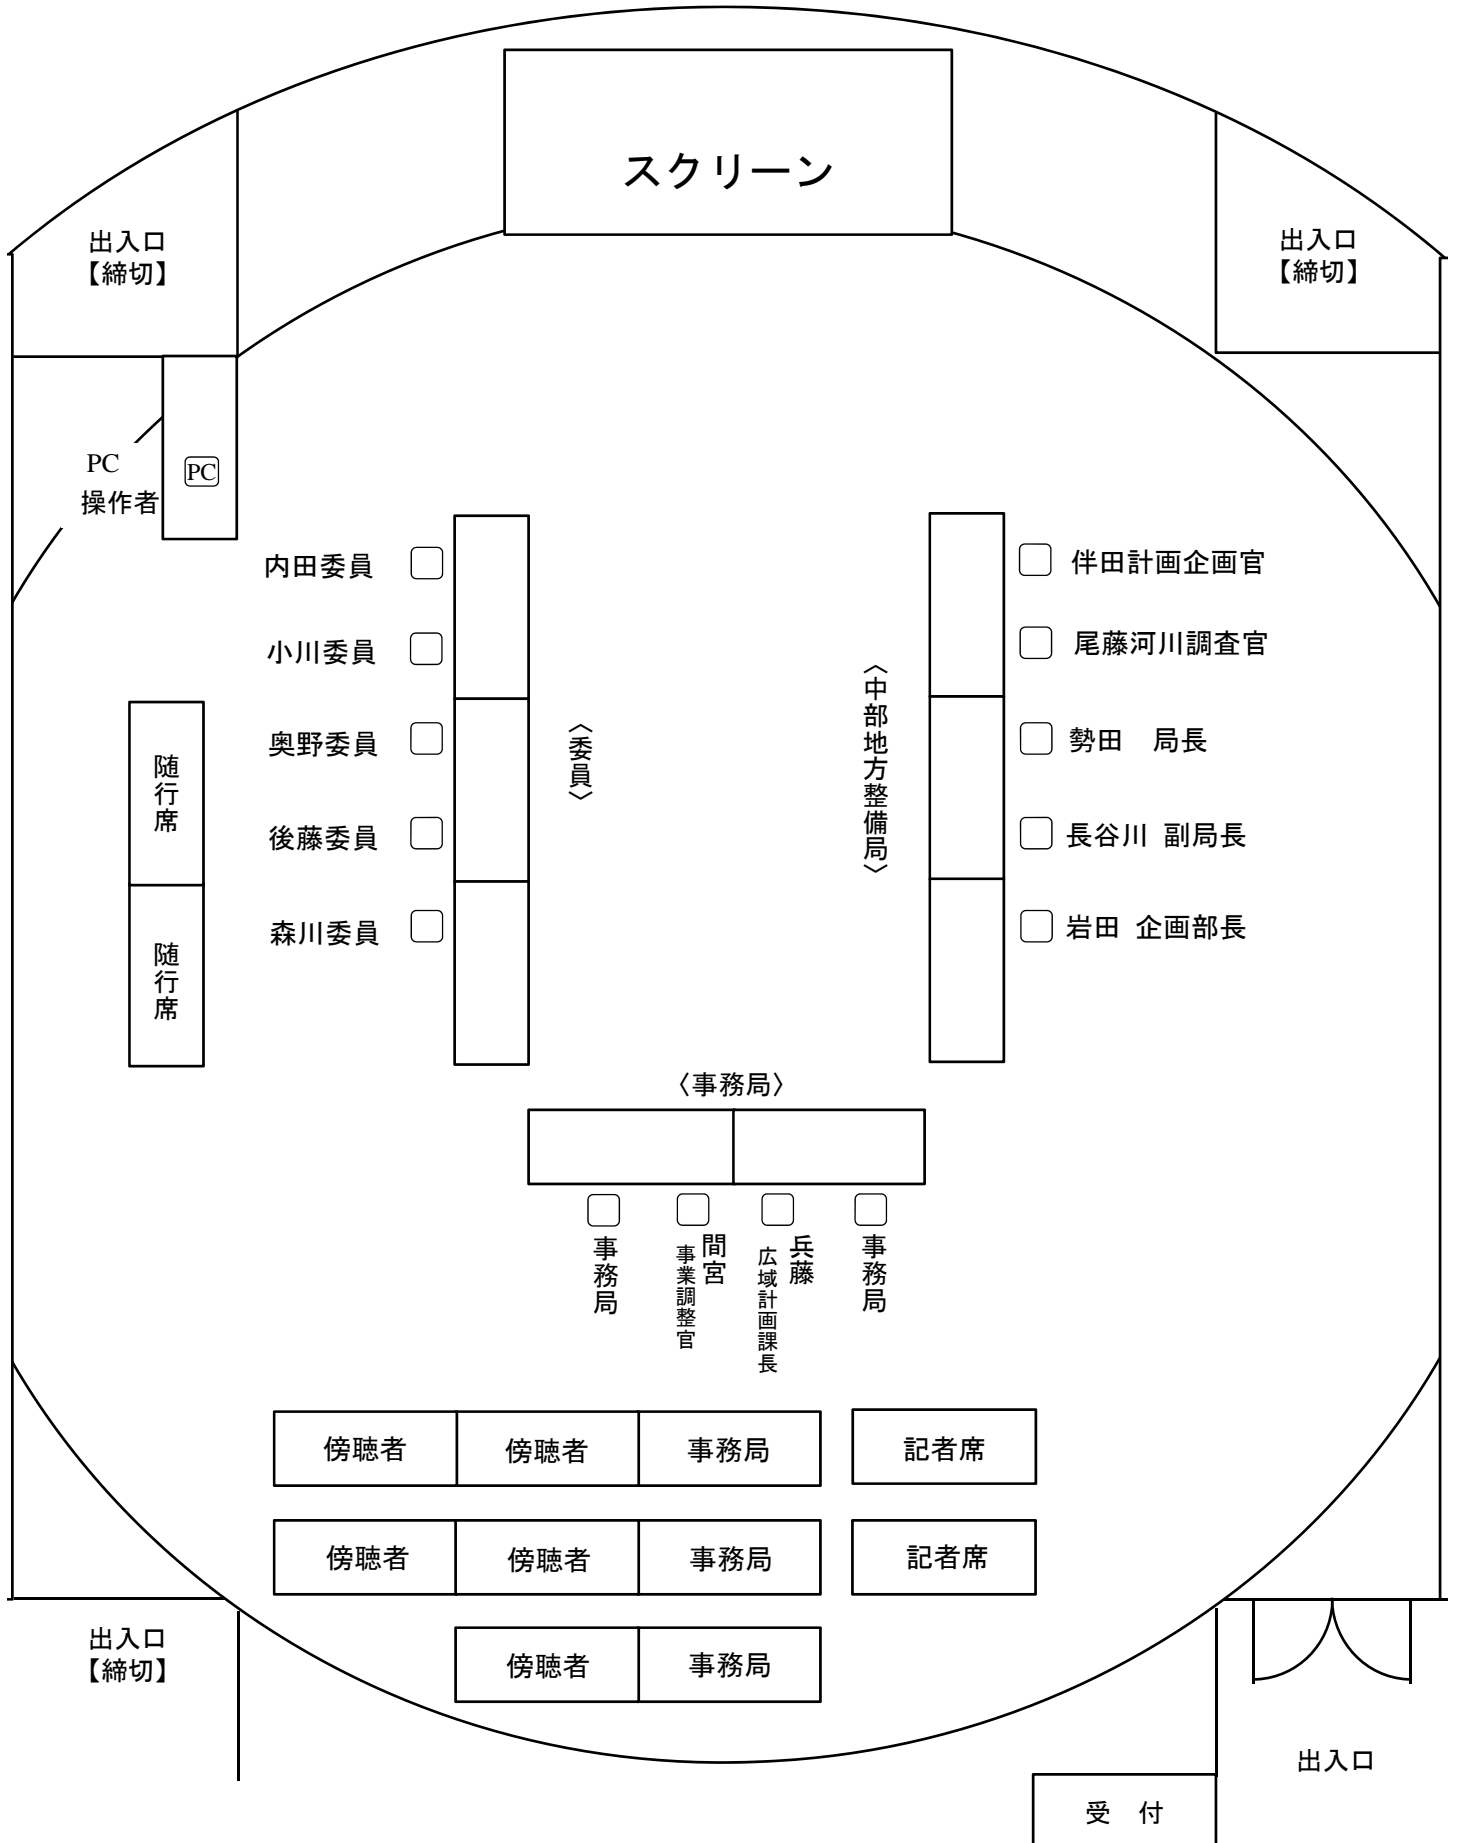 スクリーン
出入口
【締切】
出入口
【締切】
PC
操作者
PC
内田委員
小川委員
奥野委員
後藤委員
森川委員
随行席
随行席
〈委員〉
〈中部地方整備局〉
伴田計画企画官
尾藤河川調査官
勢田　局長
長谷川 副局長
岩田 企画部長
〈事務局〉
事務局
間宮
事業調整官
兵藤
広域計画課長
事務局
傍聴者
傍聴者
事務局
記者席
傍聴者
傍聴者
事務局
記者席
傍聴者
事務局
出入口
【締切】
出入口
受　付